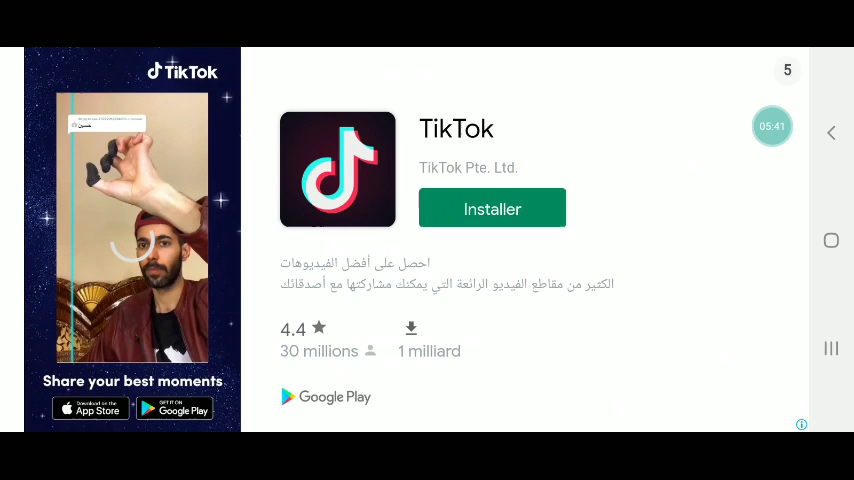 TikTok
حسين
Share your best moments
Download on the
App Store
GET IT ON
Google Play
5
05:41
TikTok
TikTok Pte. Ltd.
Installer
احصل على أفضل الفيديوهات
الكثير من مقاطع الفيديو الرائعة التي يمكنك مشاركتها مع أصدقائك
4.4
30 millions
1 milliard
Google Play